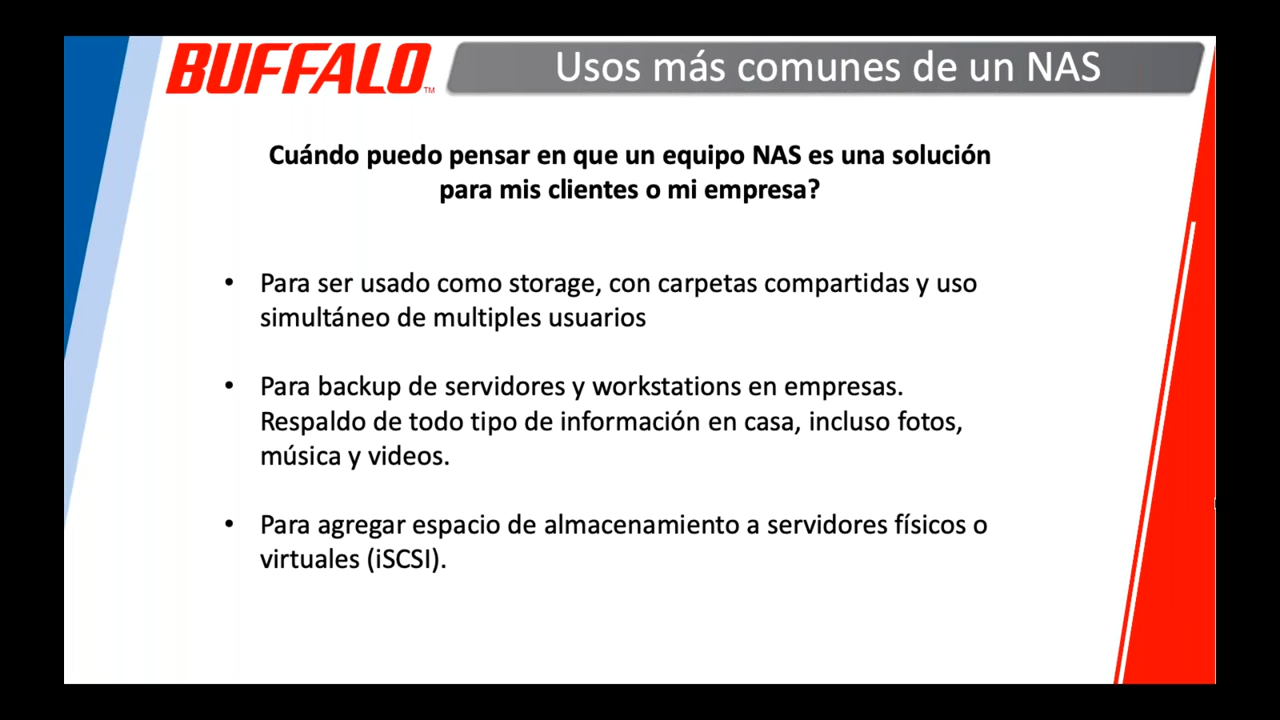 BUFFALO™
Usos más comunes de un NAS
Cuándo puedo pensar en que un equipo NAS es una solución
para mis clientes o mi empresa?
• Para ser usado como storage, con carpetas compartidas y uso
simultáneo de multiples usuarios
• Para backup de servidores y workstations en empresas.
Respaldo de todo tipo de información en casa, incluso fotos,
música y videos.
• Para agregar espacio de almacenamiento a servidores físicos o
virtuales (iSCSI).